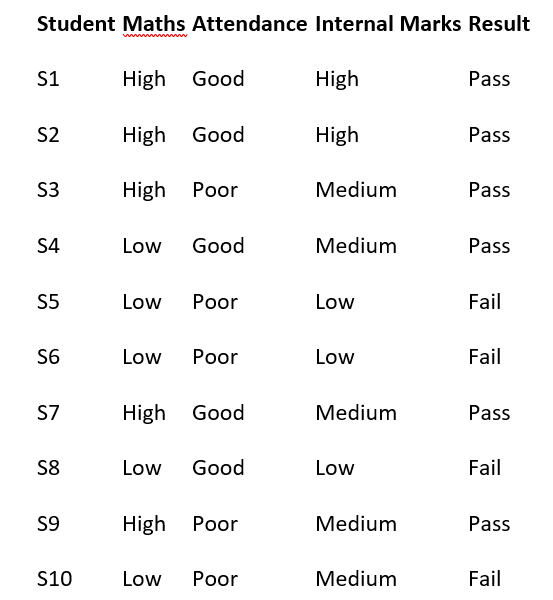 Student Maths Attendance Internal Marks Result
S1 High Good High Pass
S2 High Good High Pass
S3 High Poor Medium Pass
S4 Low Good Medium Pass
S5 Low Poor Low Fail
S6 Low Poor Low Fail
S7 High Good Medium Pass
S8 Low Good Low Fail
S9 High Poor Medium Pass
S10 Low Poor Medium Fail